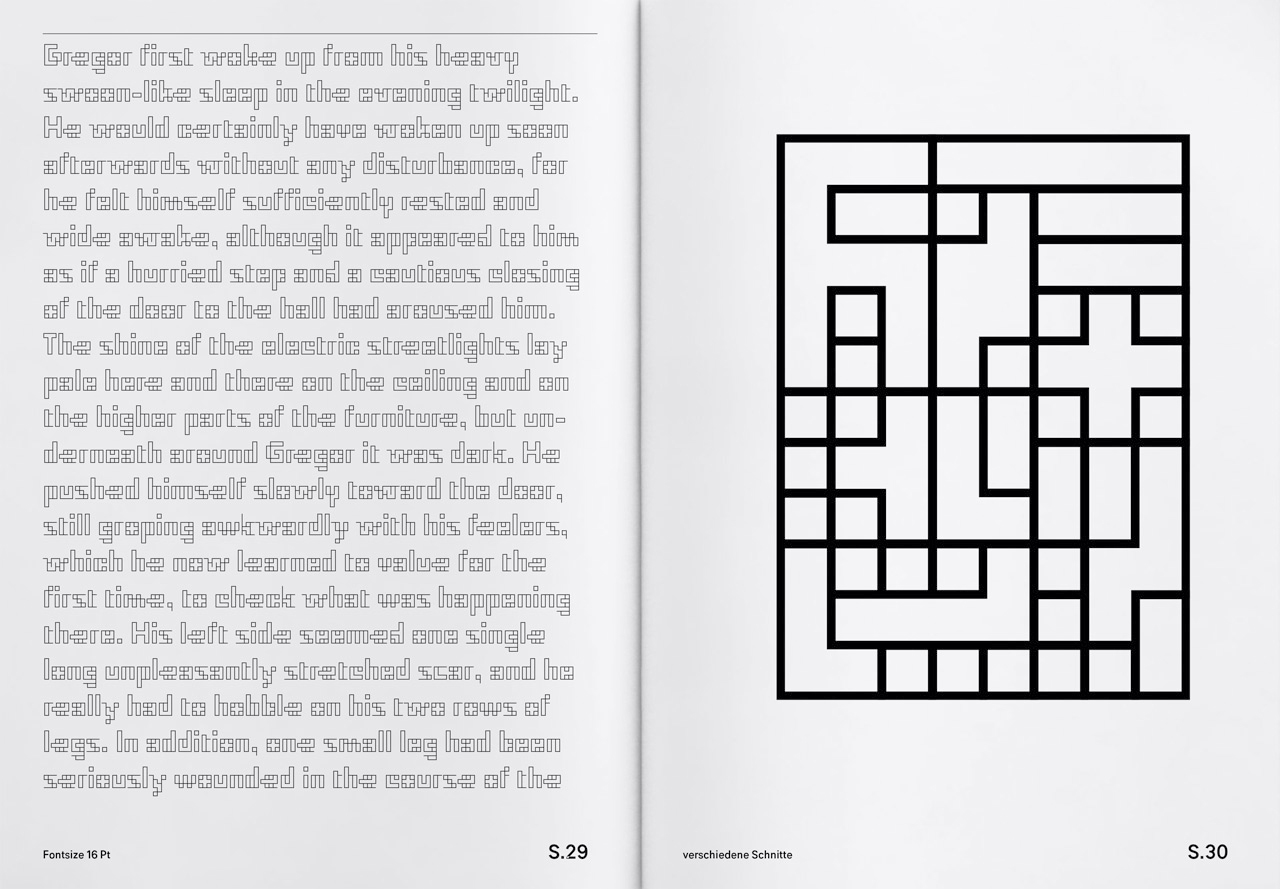 Gregor first woke up from his heavy
swoon-like sleep in the evening twilight.
He would certainly have woken up soon
afterwards without any disturbance, for
he felt himself sufficiently rested and
wide awake, although it appeared to him
as if a hurried step and a cautious closing
of the door to the hall had aroused him.
The shine of the electric streetlights lay
pale here and there on the ceiling and on
the higher parts of the furniture, but un-
derneath around Gregor it was dark. He
pushed himself slowly toward the door,
still groping awkwardly with his feelers,
which he now learned to value for the
first time, to check what was happening
there. His left side seemed one single
long unpleasantly stretched scar, and he
really had to hobble on his two rows of
legs. In addition, one small leg had been
seriously wounded in the course of the
Fontsize 16 Pt
S.29
verschiedene Schnitte
S.30